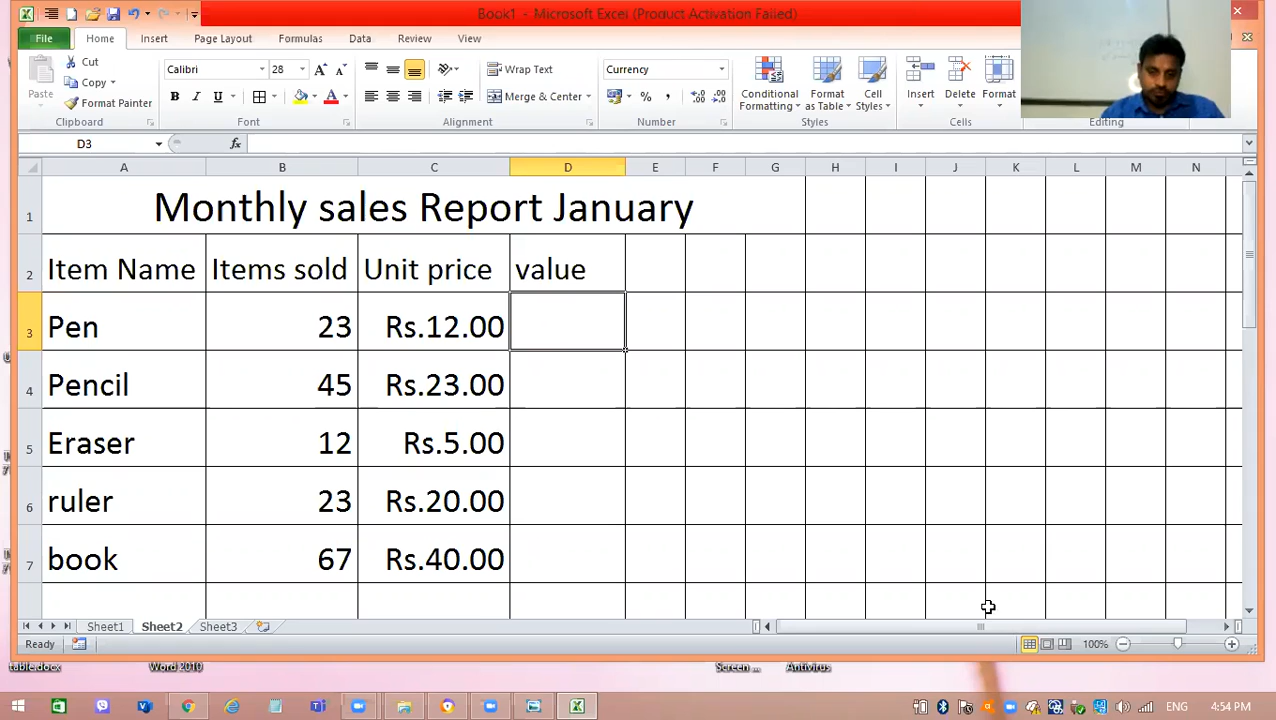 Book1 - Microsoft Excel (Product Activation Failed)
File Home Insert Page Layout Formulas Data Review View
Cut
Copy
Format Painter
Paste
Clipboard
Calibri 28
B I U
Font
Wrap Text
Merge & Center
Alignment
Currency
Number
Conditional Formatting
Format as Table
Cell Styles
Styles
Insert Delete Format
Cells
Editing
D3 fx
A B C D E F G H I J K L M N
1 Monthly sales Report January
2 Item Name Items sold Unit price value
3 Pen 23 Rs.12.00
4 Pencil 45 Rs.23.00
5 Eraser 12 Rs.5.00
6 ruler 23 Rs.20.00
7 book 67 Rs.40.00
Sheet1 Sheet2 Sheet3
Ready 100%
table.docx Word 2010 Screen ... Antivirus
ENG 4:54 PM